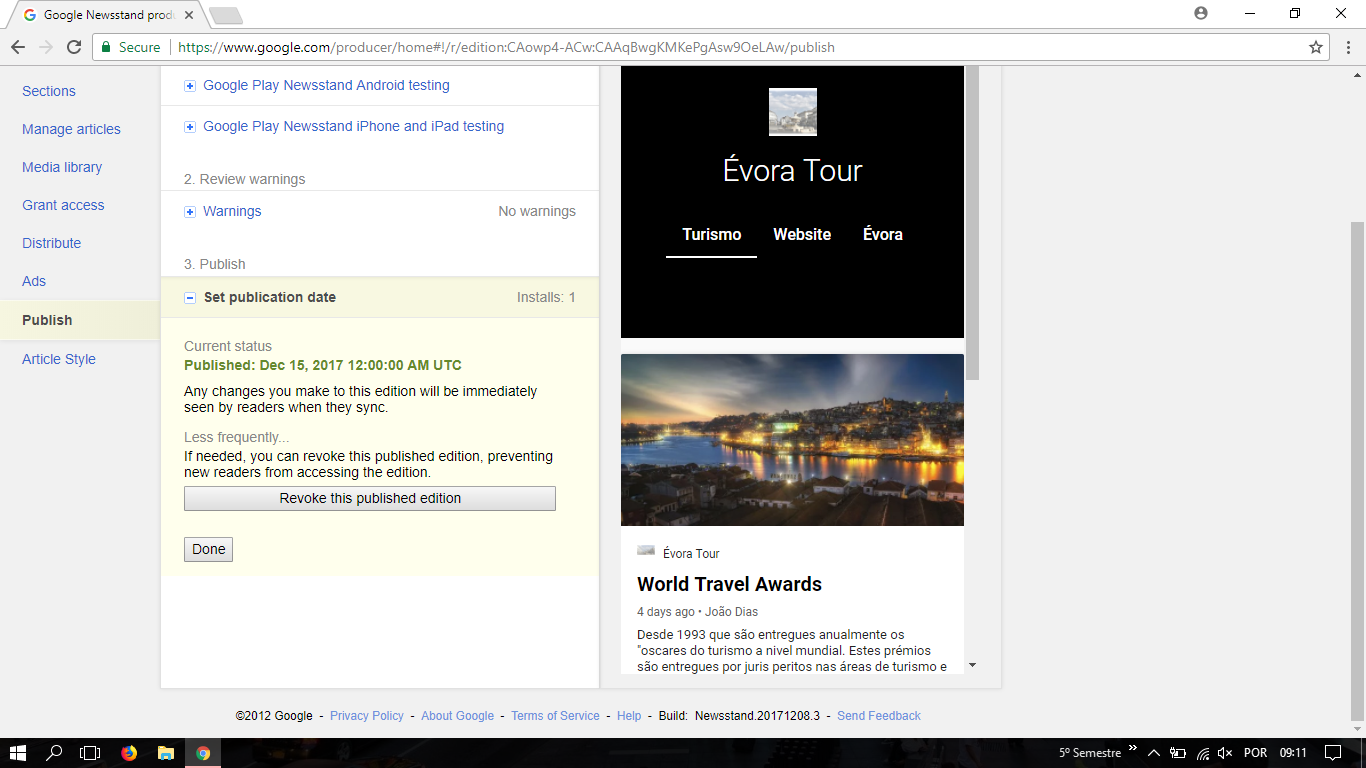 Google Newsstand prod
Secure
https://www.google.com/producer/home#!/r/edition:CAowp4-ACw:CAAqBwgKMKePgAsw9OeLAw/publish
Sections
Manage articles
Media library
Grant access
Distribute
Ads
Publish
Article Style
Google Play Newsstand Android testing
Google Play Newsstand iPhone and iPad testing
2. Review warnings
Warnings No warnings
3. Publish
Set publication date Installs: 1
Current status
Published: Dec 15, 2017 12:00:00 AM UTC
Any changes you make to this edition will be immediately
seen by readers when they sync.
Less frequently...
If needed, you can revoke this published edition, preventing
new readers from accessing the edition.
Revoke this published edition
Done
Évora Tour
Turismo Website Évora
Évora Tour
World Travel Awards
4 days ago • João Dias
Desde 1993 que são entregues anualmente os
"oscares do turismo a nivel mundial. Estes prémios
são entregues por juris peritos nas áreas de turismo e
©2012 Google - Privacy Policy - About Google - Terms of Service - Help - Build: Newsstand.20171208.3 - Send Feedback
5º Semestre » POR 09:11